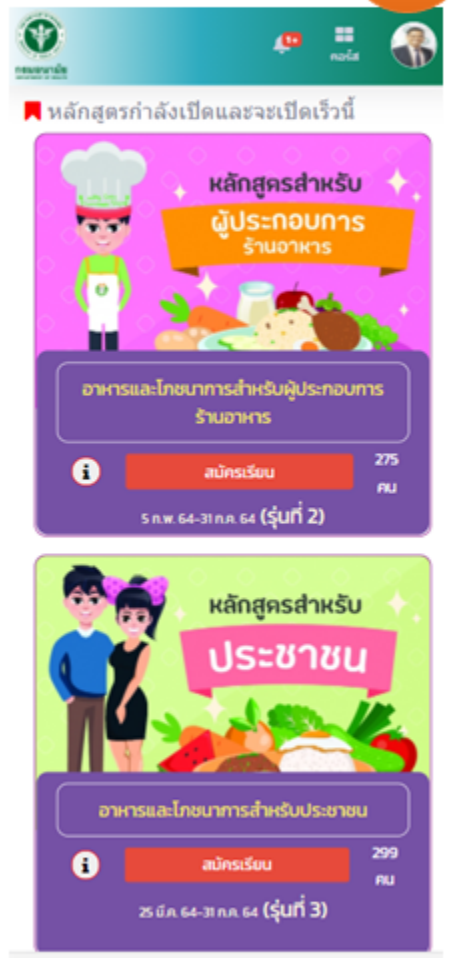 กรมอนามัย
1+
คอร์ส
หลักสูตรกำลังเปิดและจะเปิดเร็วนี้
หลักสูตรสำหรับ
ผู้ประกอบการ
ร้านอาหาร
อาหารและโภชนาการสำหรับผู้ประกอบการ
ร้านอาหาร
สมัครเรียน
275
คน
5 ก.พ. 64-31 ก.ค. 64 (รุ่นที่ 2)
หลักสูตรสำหรับ
ประชาชน
อาหารและโภชนาการสำหรับประชาชน
สมัครเรียน
299
คน
25 มี.ค. 64-31 ก.ค. 64 (รุ่นที่ 3)